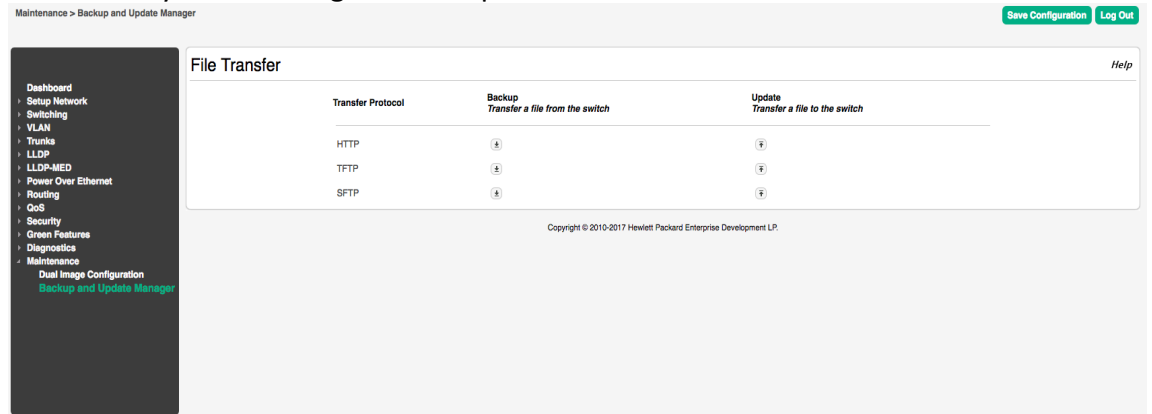 Maintenance > Backup and Update Manager
Save Configuration
Log Out
Dashboard
Setup Network
Switching
VLAN
Trunks
LLDP
LLDP-MED
Power Over Ethernet
Routing
QoS
Security
Green Features
Diagnostics
Maintenance
Dual Image Configuration
Backup and Update Manager
File Transfer
Help
Transfer Protocol
Backup
Transfer a file from the switch
Update
Transfer a file to the switch
HTTP
TFTP
SFTP
Copyright © 2010-2017 Hewlett Packard Enterprise Development LP.